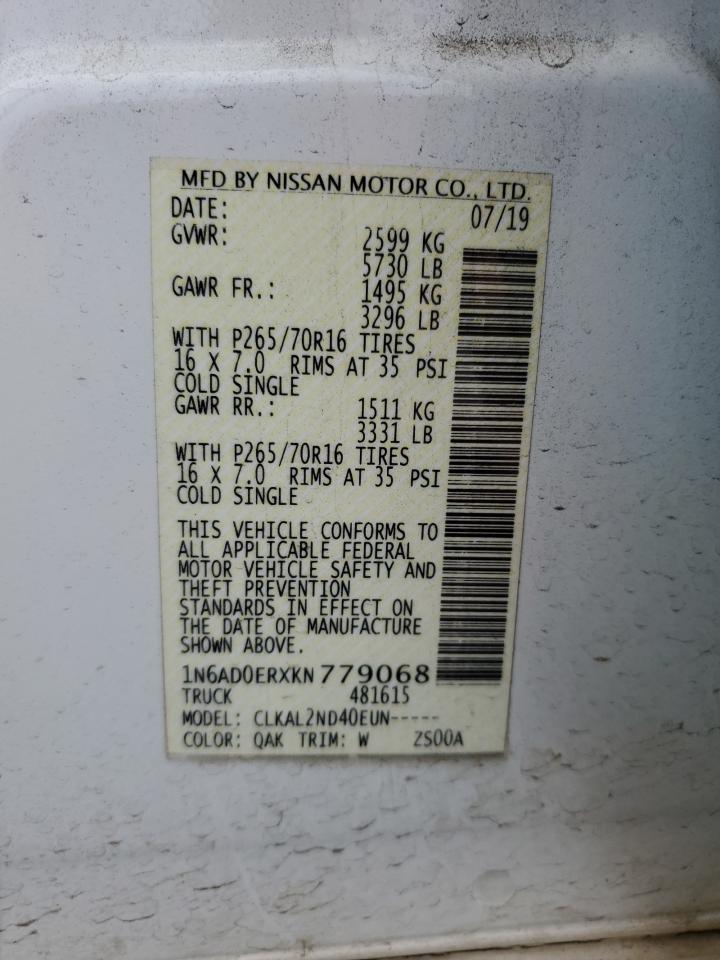 MFD BY NISSAN MOTOR CO., LTD.
DATE: 07/19
GVWR: 2599 KG
5730 LB
GAWR FR.: 1495 KG
3296 LB
WITH P265/70R16 TIRES
16 X 7.0 RIMS AT 35 PSI
COLD SINGLE
GAWR RR.: 1511 KG
3331 LB
WITH P265/70R16 TIRES
16 X 7.0 RIMS AT 35 PSI
COLD SINGLE
THIS VEHICLE CONFORMS TO
ALL APPLICABLE FEDERAL
MOTOR VEHICLE SAFETY AND
THEFT PREVENTION
STANDARDS IN EFFECT ON
THE DATE OF MANUFACTURE
SHOWN ABOVE.
1N6AD0ERXKN 779068
TRUCK 481615
MODEL: CLKAL2ND40EUN-----
COLOR: QAK TRIM: W ZS00A